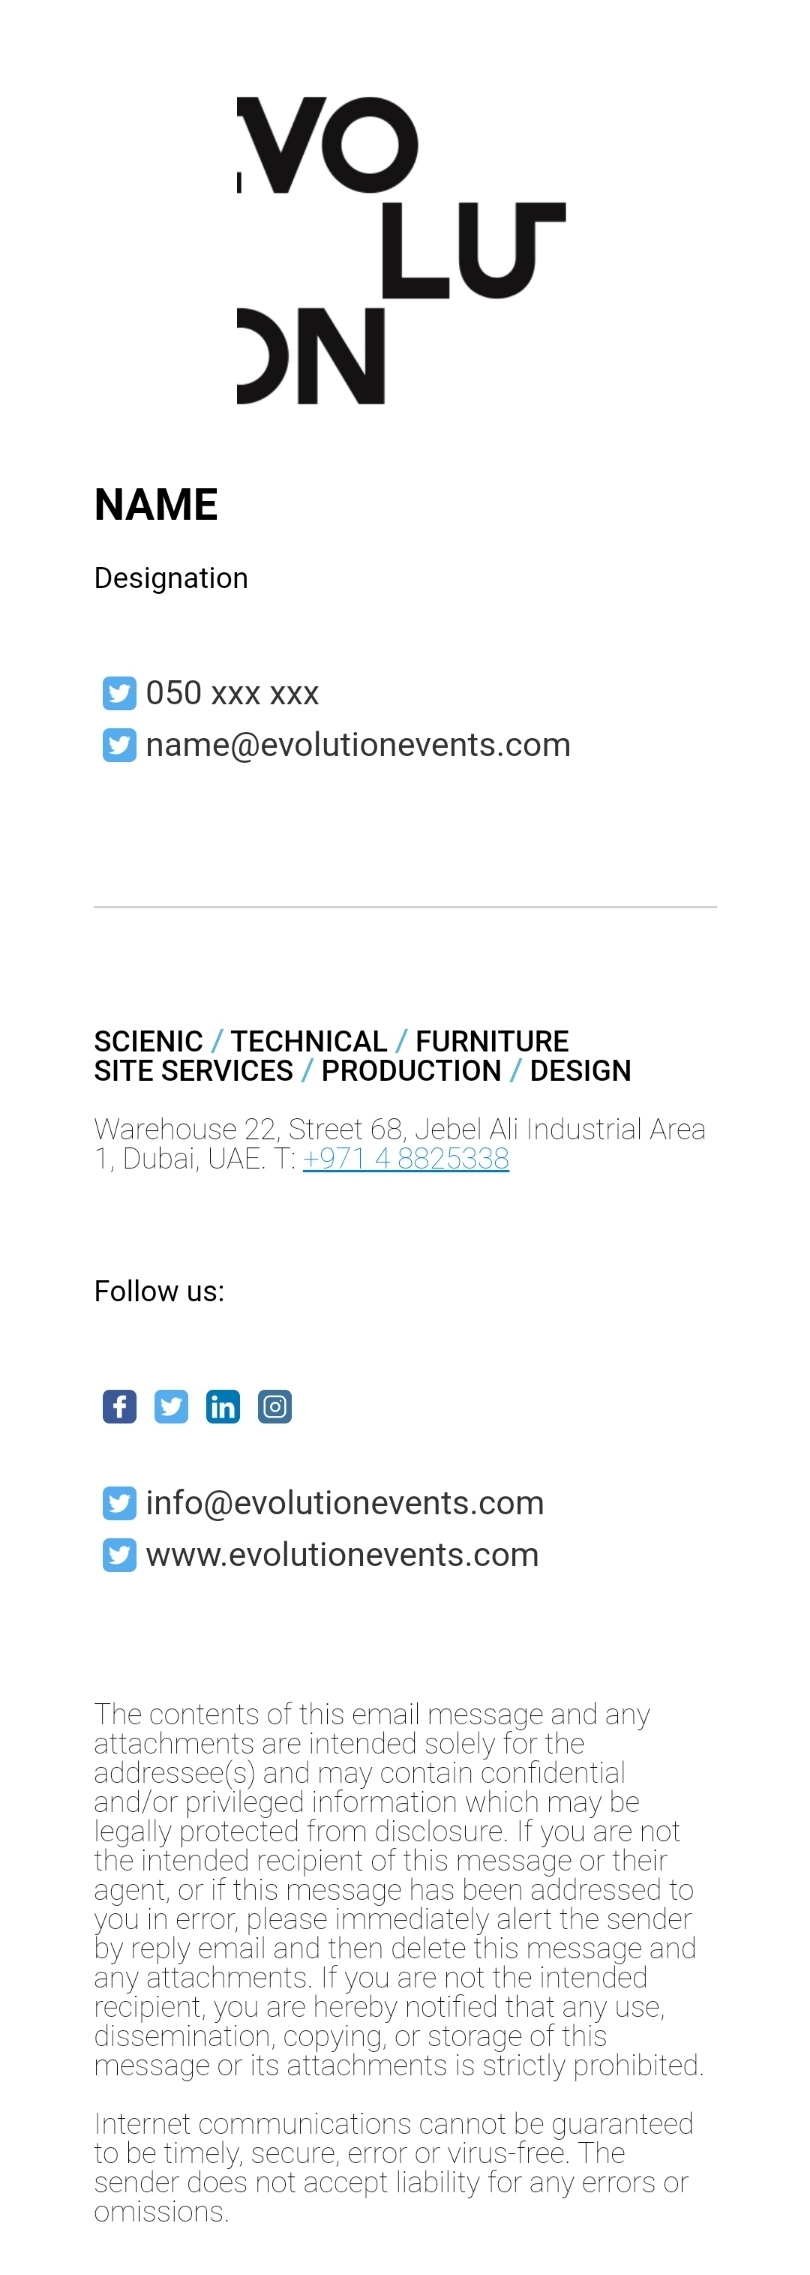 EVO
LU
ON
NAME
Designation
050 xxx xxx
name@evolutionevents.com
SCIENIC / TECHNICAL / FURNITURE
SITE SERVICES / PRODUCTION / DESIGN
Warehouse 22, Street 68, Jebel Ali Industrial Area
1, Dubai, UAE. T: +971 4 8825338
Follow us:
info@evolutionevents.com
www.evolutionevents.com
The contents of this email message and any
attachments are intended solely for the
addressee(s) and may contain confidential
and/or privileged information which may be
legally protected from disclosure. If you are not
the intended recipient of this message or their
agent, or if this message has been addressed to
you in error, please immediately alert the sender
by reply email and then delete this message and
any attachments. If you are not the intended
recipient, you are hereby notified that any use,
dissemination, copying, or storage of this
message or its attachments is strictly prohibited.
Internet communications cannot be guaranteed
to be timely, secure, error or virus-free. The
sender does not accept liability for any errors or
omissions.